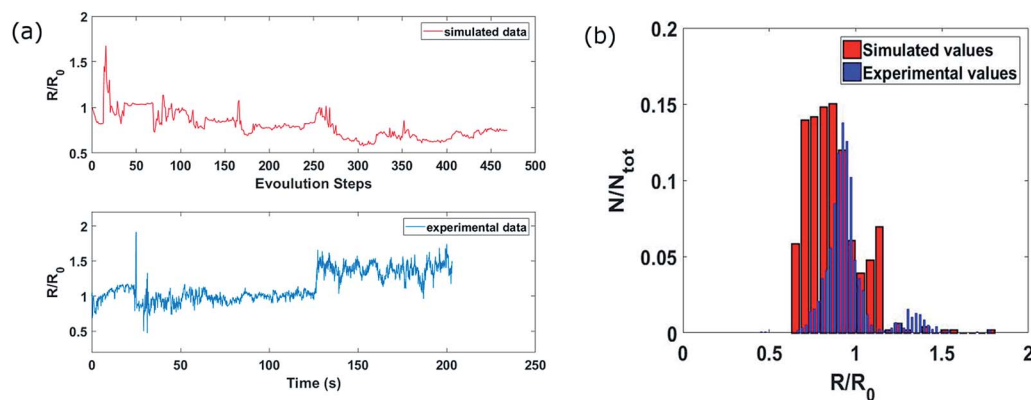 (a)
2
1.5
1
0.5
R/R0
simulated data
0 50 100 150 200 250 300 350 400 450 500
Evoulution Steps
2
1.5
1
0.5
R/R0
experimental data
0 50 100 150 200 250
Time (s)
(b)
0.2
0.15
0.1
0.05
0
N/Ntot
Simulated values
Experimental values
0 0.5 1 1.5 2
R/R0